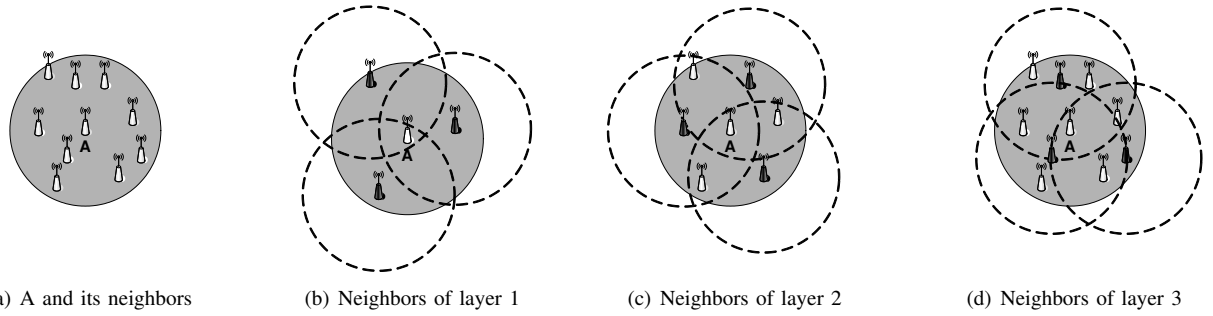 A
A
A
A
a) A and its neighbors
(b) Neighbors of layer 1
(c) Neighbors of layer 2
(d) Neighbors of layer 3